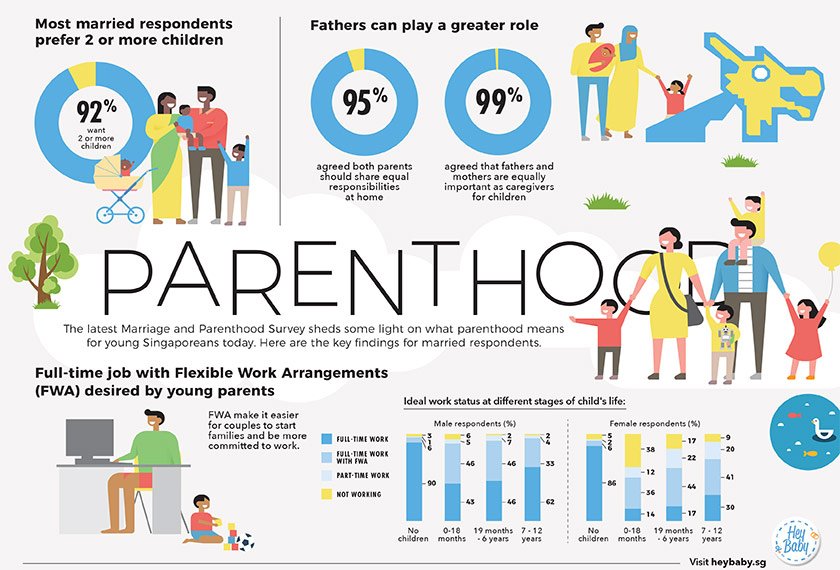 Most married respondents
prefer 2 or more children
92%
want
2 or more
children
Fathers can play a greater role
95%
agreed both parents
should share equal
responsibilities
at home
99%
agreed that fathers and
mothers are equally
important as caregivers
for children
PARENTHOOD
The latest Marriage and Parenthood Survey sheds some light on what parenthood means
for young Singaporeans today. Here are the key findings for married respondents.
Full-time job with Flexible Work Arrangements
(FWA) desired by young parents
FWA make it easier
for couples to start
families and be more
committed to work.
Ideal work status at different stages of child's life:
FULL-TIME WORK
FULL-TIME WORK
WITH FWA
PART-TIME WORK
NOT WORKING
Male respondents (%)
3
6
90
No
children
6
5
46
43
0-18
months
2
7
46
46
19 months
- 6 years
2
4
33
62
7 - 12
years
Female respondents (%)
5
2
6
86
No
children
38
12
36
14
0-18
months
17
22
44
17
19 months
- 6 years
9
20
41
30
7 - 12
years
Hey
Baby
Visit heybaby.sg